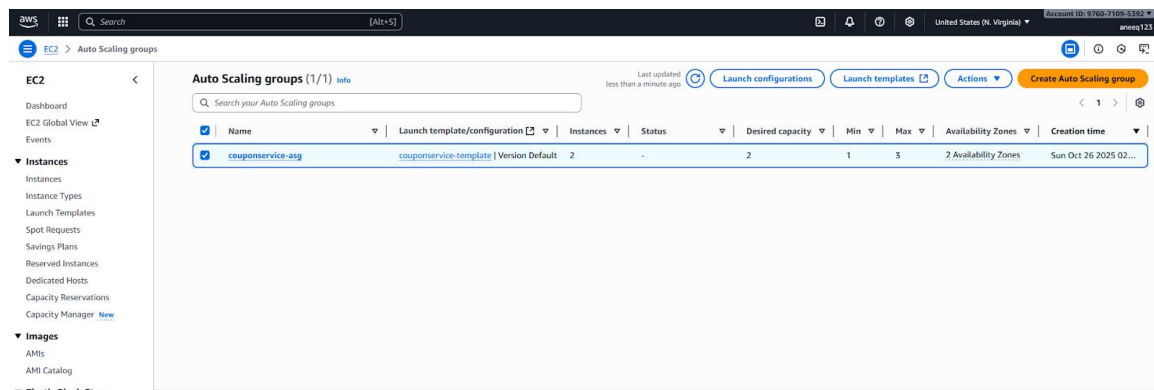 aws
Search [Alt+S] United States (N. Virginia) Account ID: 9760-7109-5392
aneeq123
EC2 > Auto Scaling groups
EC2
Dashboard
EC2 Global View
Events
Instances
Instances
Instance Types
Launch Templates
Spot Requests
Savings Plans
Reserved Instances
Dedicated Hosts
Capacity Reservations
Capacity Manager New
Images
AMIs
AMI Catalog
Auto Scaling groups (1/1) Info
Last updated
less than a minute ago
Launch configurations Launch templates Actions Create Auto Scaling group
Search your Auto Scaling groups
1
Name Launch template/configuration Instances Status Desired capacity Min Max Availability Zones Creation time
couponservice-asg couponservice-template | Version Default 2 - 2 1 3 2 Availability Zones Sun Oct 26 2025 02...